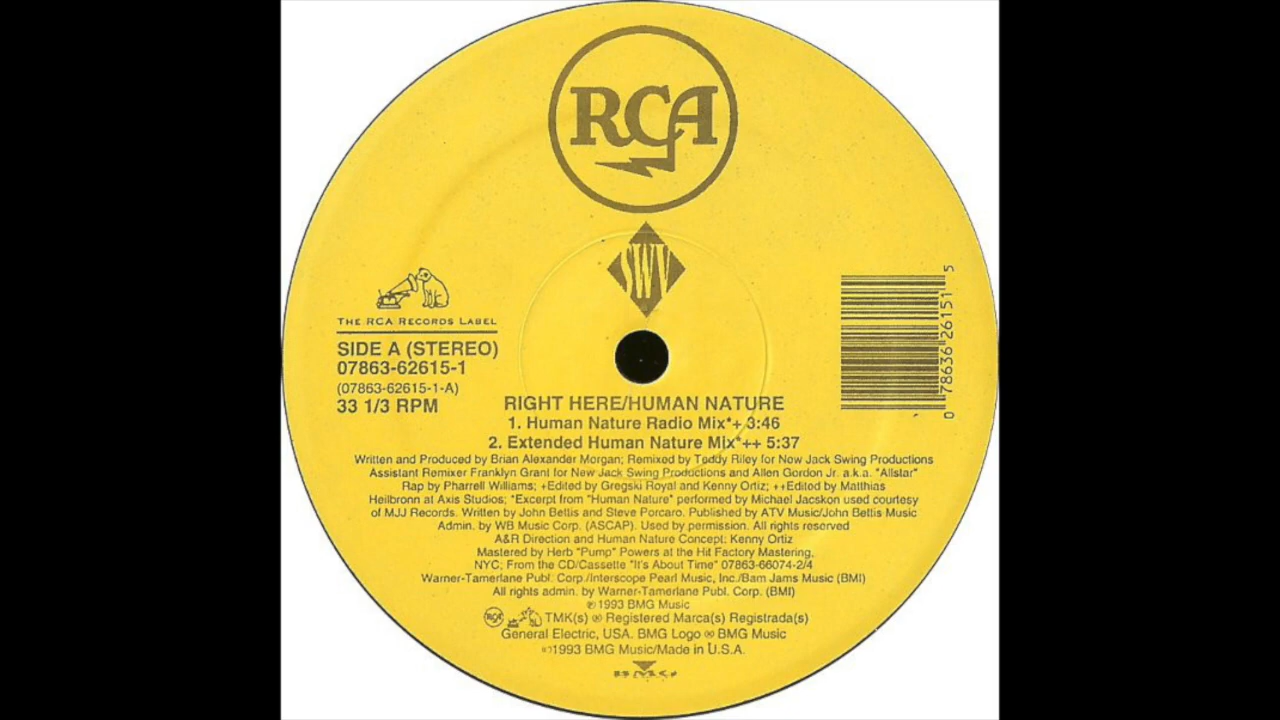 RCA
SWV
THE RCA RECORDS LABEL
SIDE A (STEREO)
07863-62615-1
(07863-62615-1-A)
33 1/3 RPM
0 78636 26151 5
RIGHT HERE/HUMAN NATURE
1. Human Nature Radio Mix*+ 3:46
2. Extended Human Nature Mix*++ 5:37
Written and Produced by Brian Alexander Morgan; Remixed by Teddy Riley for New Jack Swing Productions
Assistant Remixer Franklyn Grant for New Jack Swing Productions and Allen Gordon Jr. a.k.a. "Allstar"
Rap by Pharrell Williams; +Edited by Gregski Royal and Kenny Ortiz; ++Edited by Matthias
Heilbronn at Axis Studios; *Excerpt from "Human Nature" performed by Michael Jacskon used courtesy
of MJJ Records. Written by John Bettis and Steve Porcaro. Published by ATV Music/John Bettis Music
Admin. by WB Music Corp. (ASCAP). Used by permission. All rights reserved
A&R Direction and Human Nature Concept: Kenny Ortiz
Mastered by Herb "Pump" Powers at the Hit Factory Mastering,
NYC; From the CD/Cassette "It's About Time" 07863-66074-2/4
Warner-Tamerlane Publ. Corp./Interscope Pearl Music, Inc./Bam Jams Music (BMI)
All rights admin. by Warner-Tamerlane Publ. Corp. (BMI)
℗ 1993 BMG Music
RCA TMK(s) ® Registered Marca(s) Registrada(s)
General Electric, USA. BMG Logo ® BMG Music
©1993 BMG Music/Made in U.S.A.
BMG